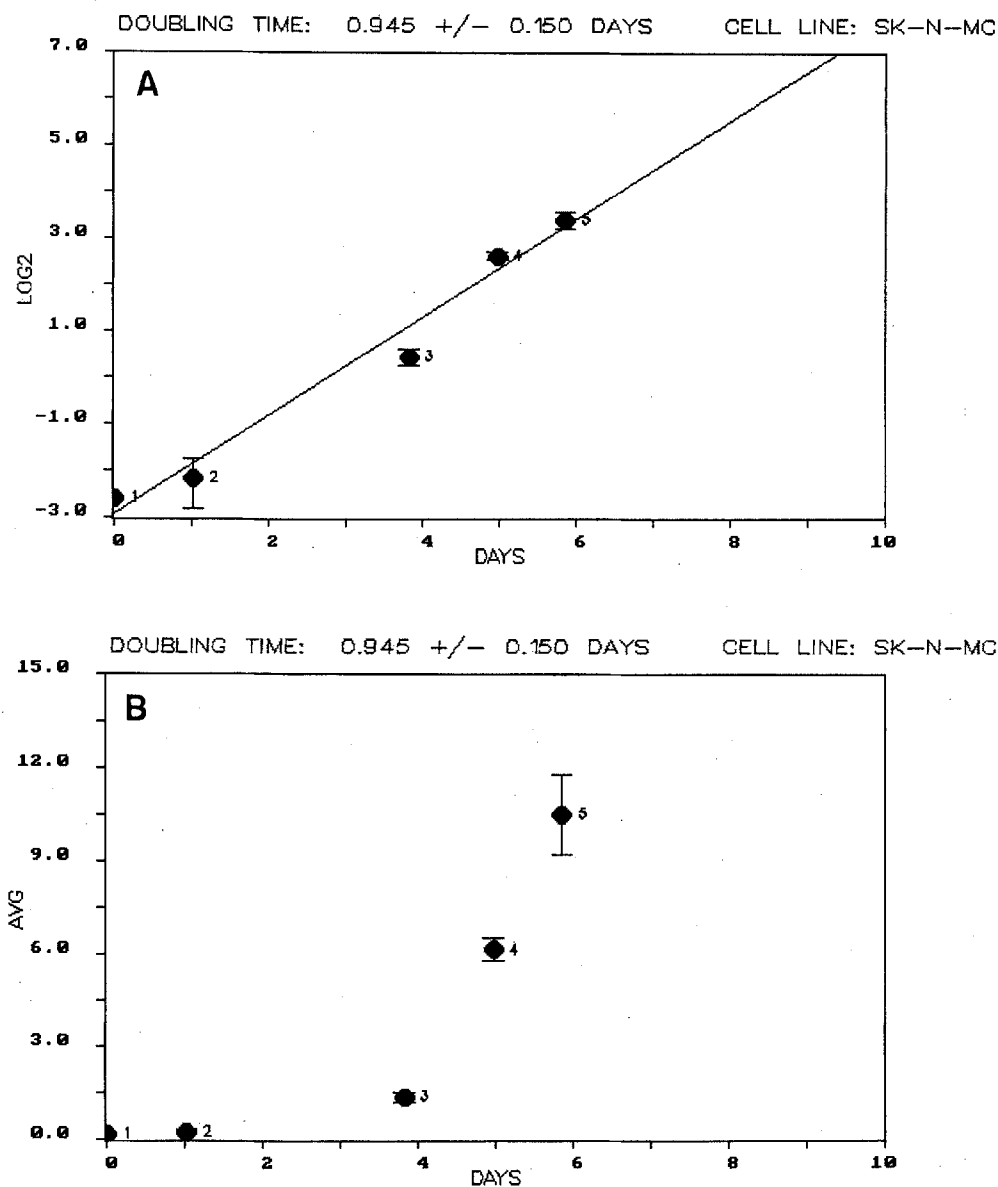 DOUBLING TIME: 0.945 +/- 0.150 DAYS CELL LINE: SK-N-MC
7.0
A
5.0
3.0
5
4
LOG2
1.0
3
-1.0
2
1
-3.0
0 2 4 6 8 10
DAYS
DOUBLING TIME: 0.945 +/- 0.150 DAYS CELL LINE: SK-N-MC
15.0
B
12.0
5
9.0
AVG
6.0
4
3.0
3
0.0
1
2
0 2 4 6 8 10
DAYS